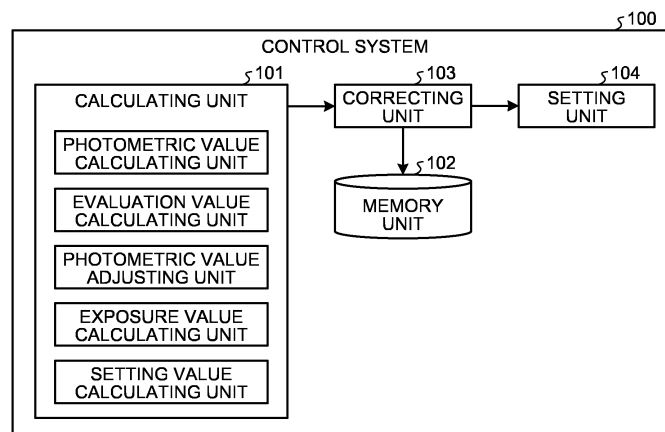 100
CONTROL SYSTEM
101
CALCULATING UNIT
PHOTOMETRIC VALUE
CALCULATING UNIT
EVALUATION VALUE
CALCULATING UNIT
PHOTOMETRIC VALUE
ADJUSTING UNIT
EXPOSURE VALUE
CALCULATING UNIT
SETTING VALUE
CALCULATING UNIT
103
CORRECTING
UNIT
104
SETTING
UNIT
102
MEMORY
UNIT